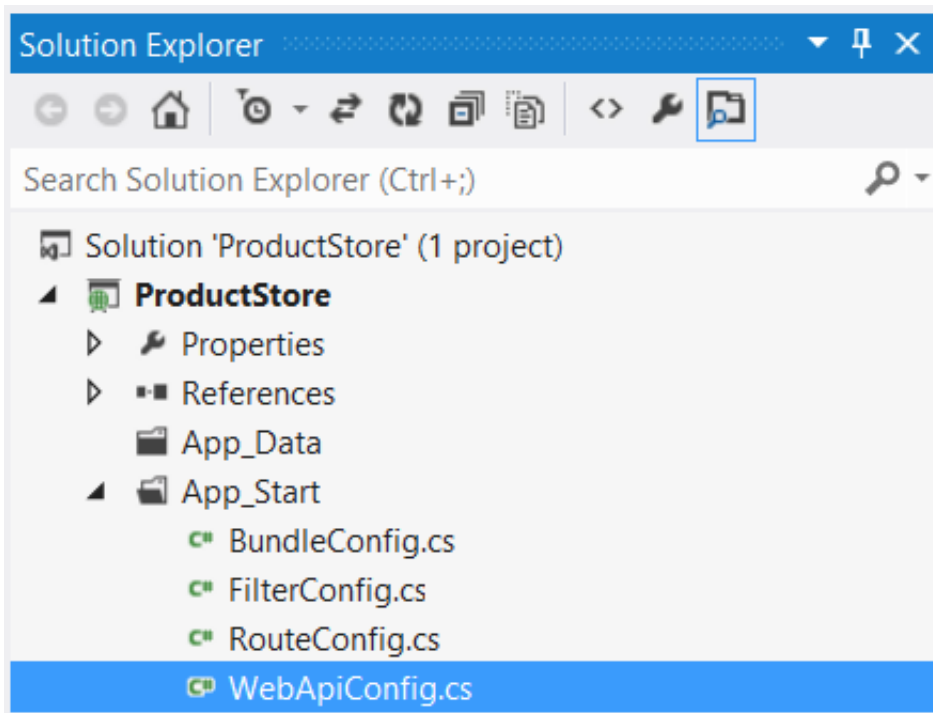 Solution Explorer
Search Solution Explorer (Ctrl+;)
Solution 'ProductStore' (1 project)
ProductStore
Properties
References
App_Data
App_Start
C# BundleConfig.cs
C# FilterConfig.cs
C# RouteConfig.cs
C# WebApiConfig.cs